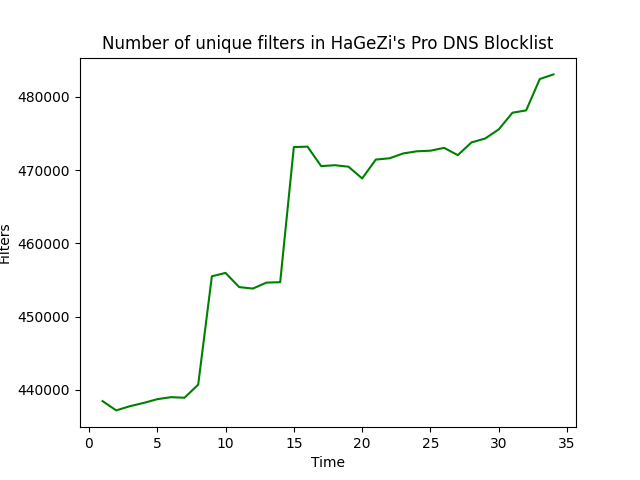 Number of unique filters in HaGeZi's Pro DNS Blocklist
480000
470000
460000
450000
440000
Filters
0 5 10 15 20 25 30 35
Time